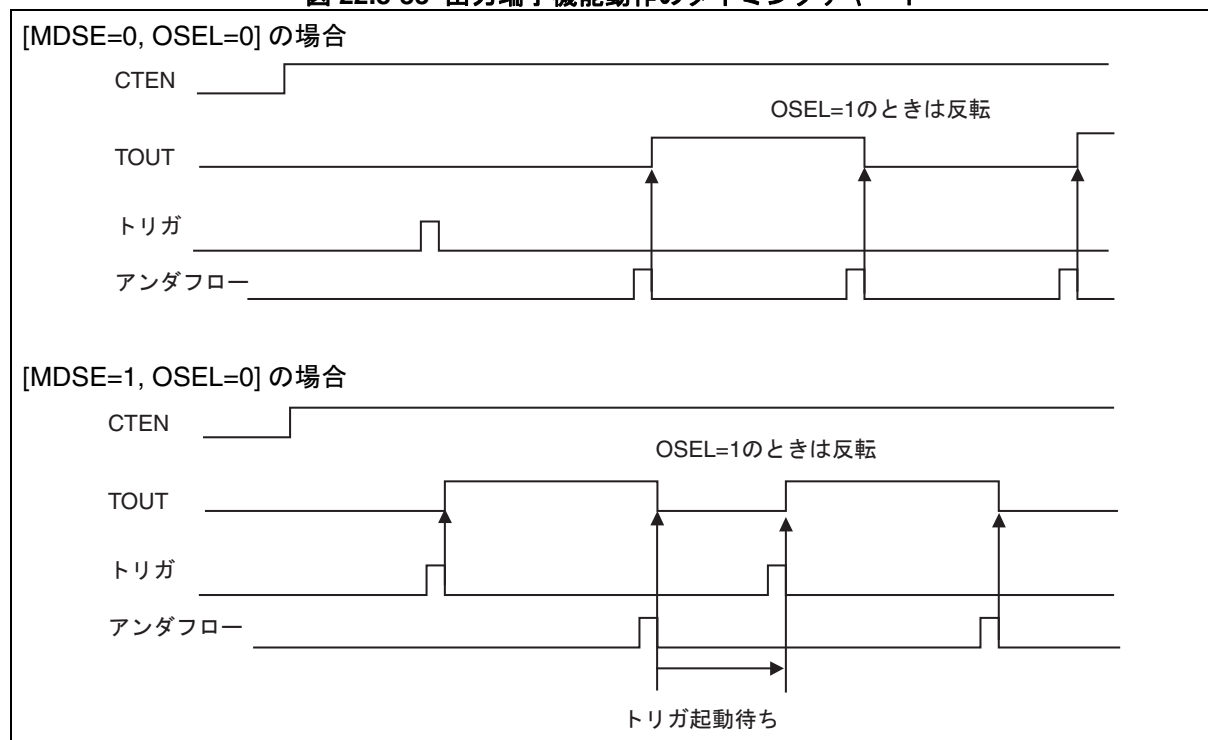 [MDSE=0, OSEL=0] の場合
CTEN
OSEL=1のときは反転
TOUT
トリガ
アンダフロー
[MDSE=1, OSEL=0] の場合
CTEN
OSEL=1のときは反転
TOUT
トリガ
アンダフロー
トリガ起動待ち